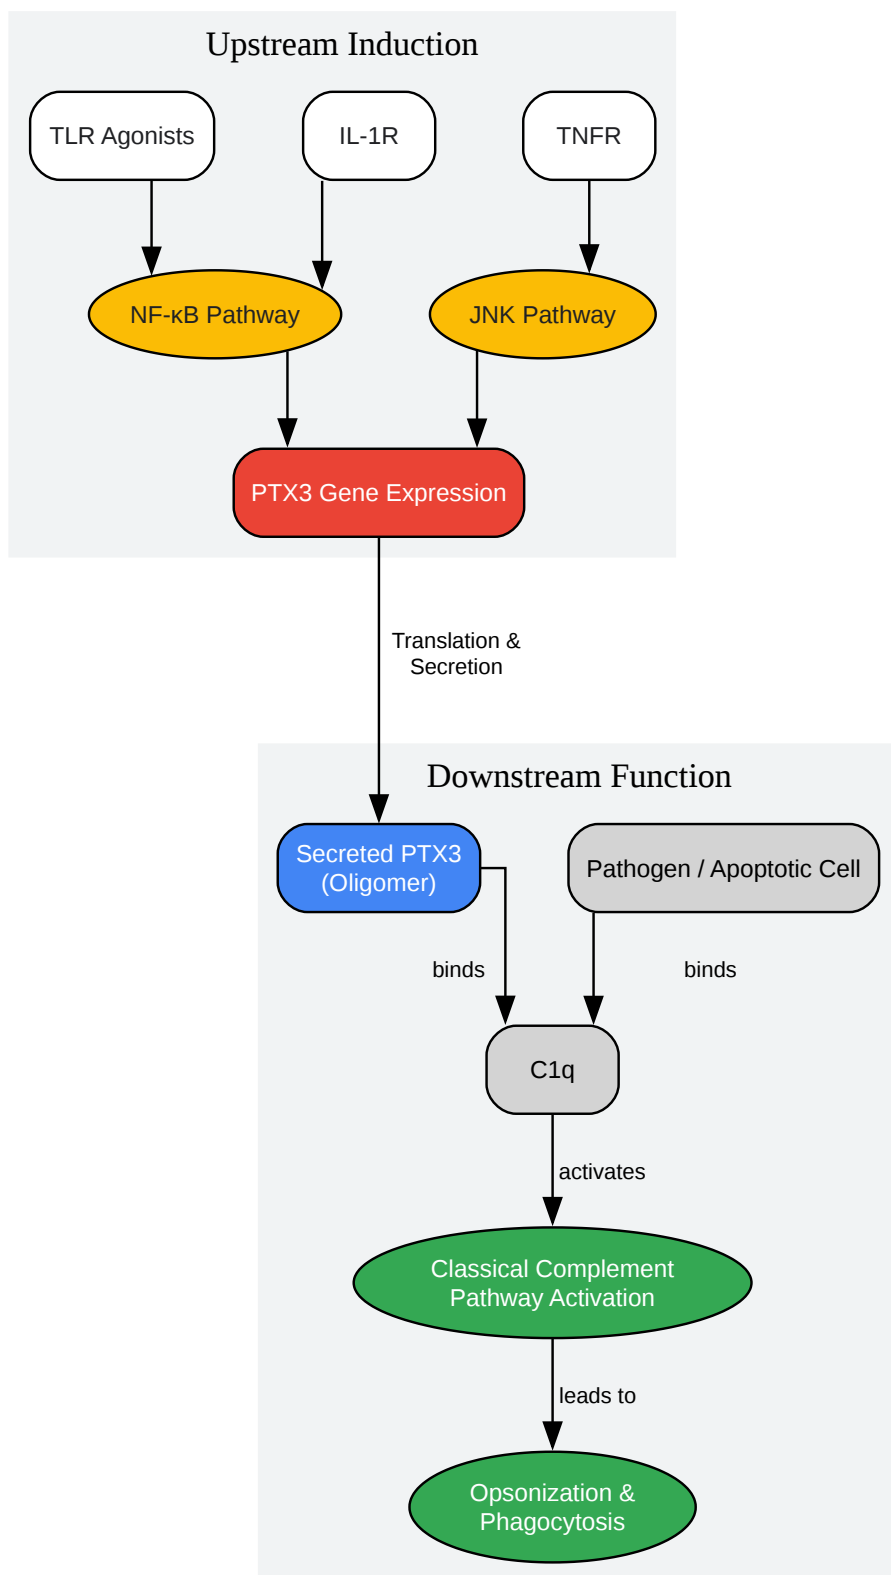 Upstream Induction
TLR Agonists
IL-1R
TNFR
NF-κB Pathway
JNK Pathway
PTX3 Gene Expression
Translation &
Secretion
Downstream Function
Secreted PTX3
(Oligomer)
Pathogen / Apoptotic Cell
binds
binds
C1q
activates
Classical Complement
Pathway Activation
leads to
Opsonization &
Phagocytosis